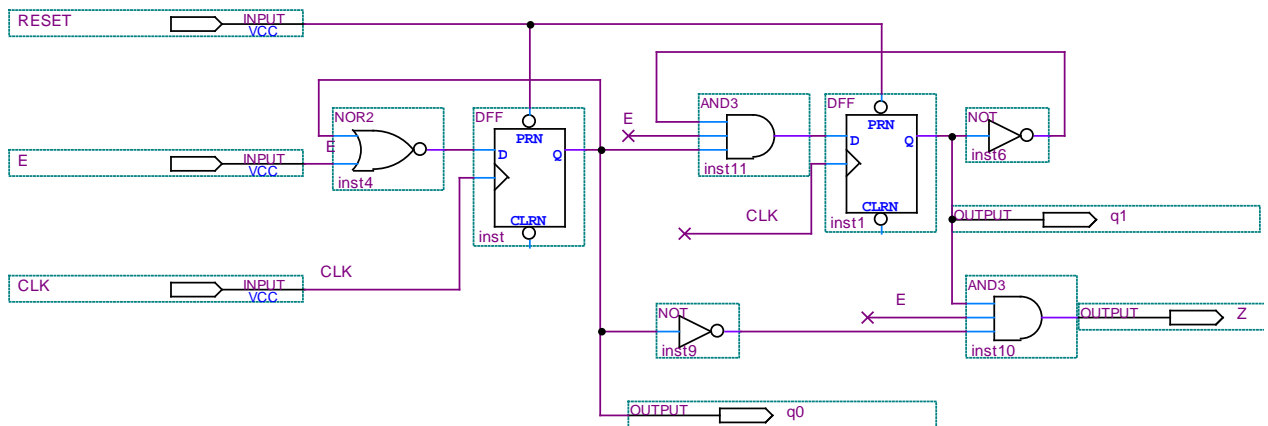 RESET
INPUT
VCC
E
INPUT
VCC
CLK
INPUT
VCC
CLK
NOR2
E
inst4
DFF
PRN
D
Q
CLRN
inst
E
AND3
inst11
CLK
DFF
PRN
D
Q
CLRN
inst1
NOT
inst6
OUTPUT
q1
NOT
inst9
E
AND3
inst10
OUTPUT
Z
OUTPUT
q0